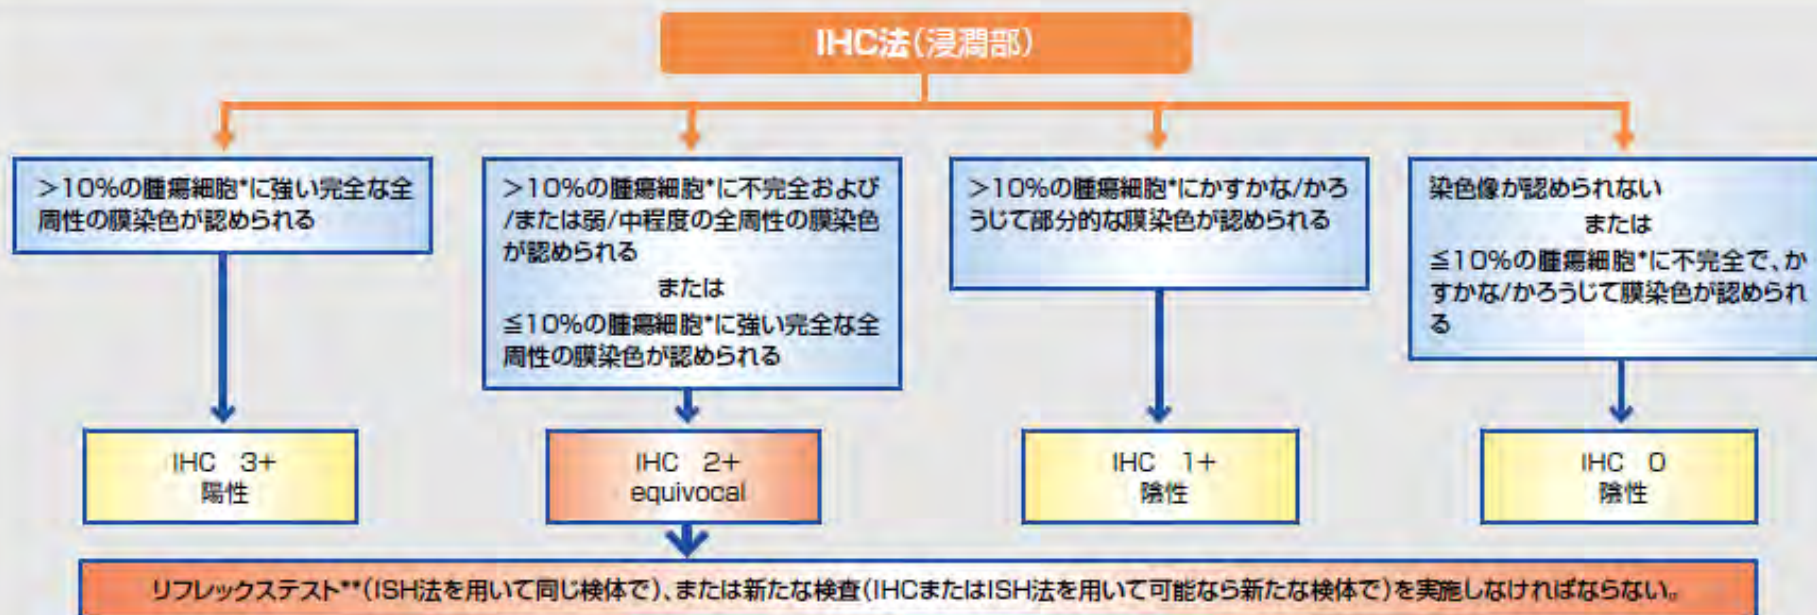 IHC法(浸潤部)
>10%の腫瘍細胞*に強い完全な全
周性の膜染色が認められる
>10%の腫瘍細胞*に不完全および
/または弱/中程度の全周性の膜染色
が認められる
または
≦10%の腫瘍細胞*に強い完全な全
周性の膜染色が認められる
>10%の腫瘍細胞*にかすかな/かろ
うじて部分的な膜染色が認められる
染色像が認められない
または
≦10%の腫瘍細胞*に不完全で、か
すかな/かろうじて膜染色が認められ
る
IHC 3+
陽性
IHC 2+
equivocal
IHC 1+
陰性
IHC 0
陰性
リフレックステスト**(ISH法を用いて同じ検体で)、または新たな検査(IHCまたはISH法を用いて可能なら新たな検体で)を実施しなければならない。